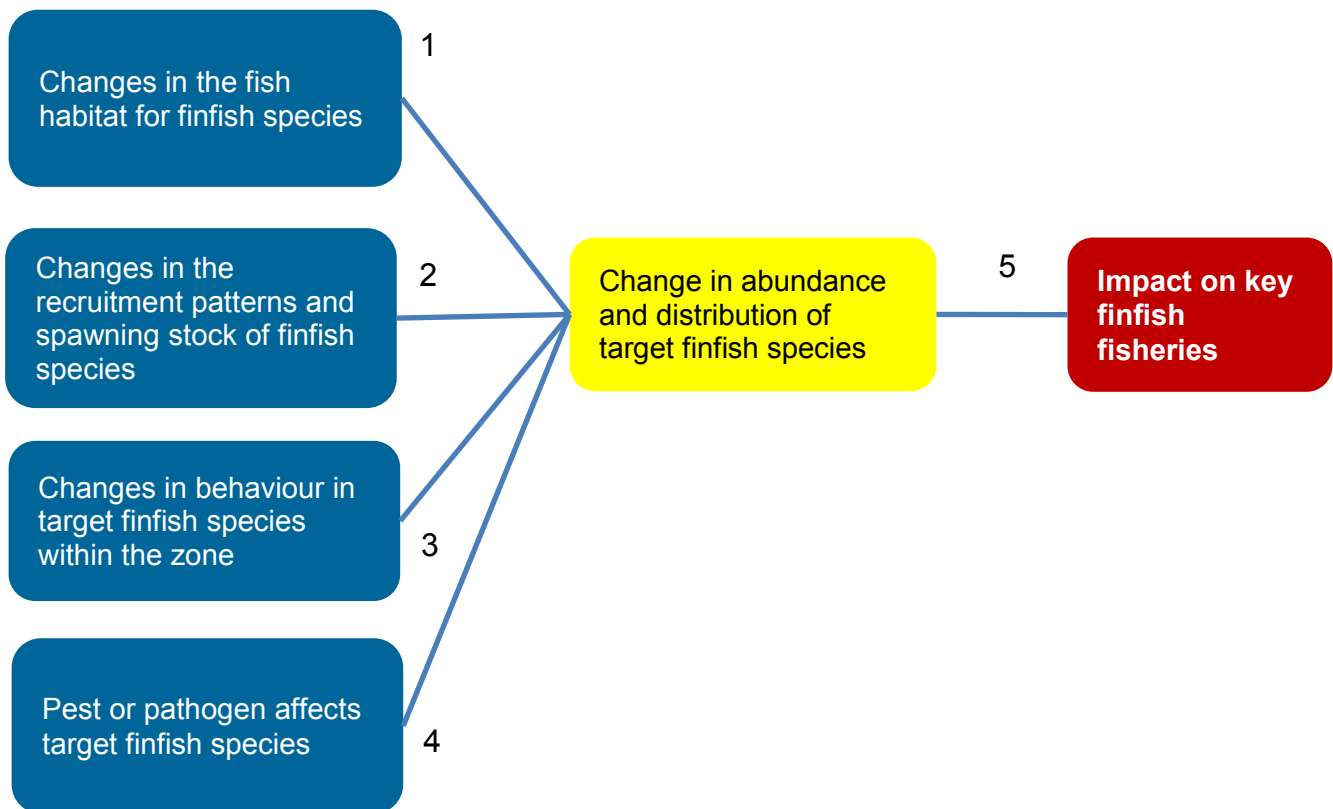 1
Changes in the fish
habitat for finfish species
2
Changes in the
recruitment patterns and
spawning stock of finfish
species
Changes in behaviour in
target finfish species
within the zone
3
Pest or pathogen affects
target finfish species
4
Change in abundance
and distribution of
target finfish species
5
Impact on key
finfish
fisheries